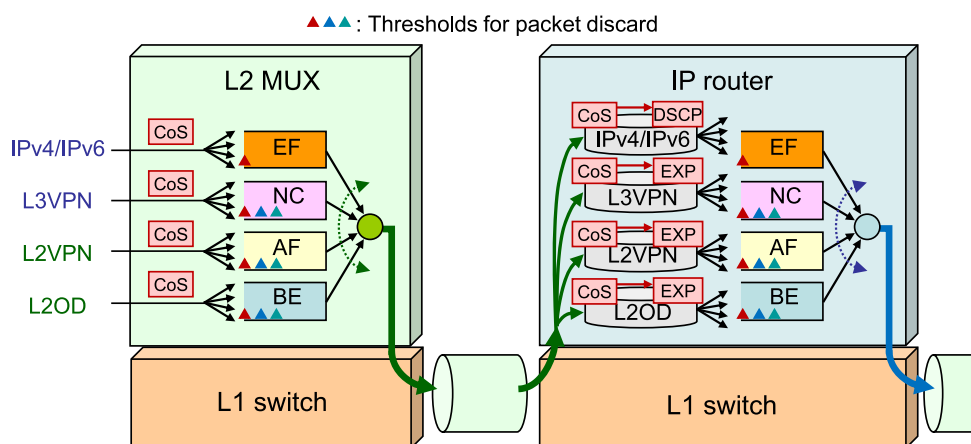 : Thresholds for packet discard
L2 MUX
IP router
CoS
IPv4/IPv6
EF
CoS
L3VPN
NC
CoS
L2VPN
AF
CoS
L2OD
BE
CoS DSCP
IPv4/IPv6
EF
CoS EXP
L3VPN
NC
CoS EXP
L2VPN
AF
CoS EXP
L2OD
BE
L1 switch
L1 switch